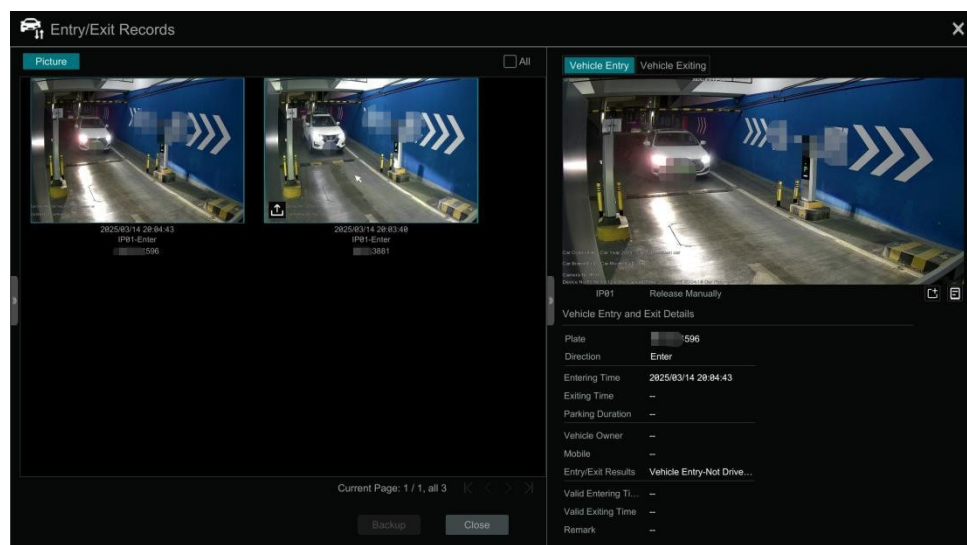 Entry/Exit Records
Picture
All
2025/03/14 20:04:43
IP01-Enter
596
2025/03/14 20:03:40
IP01-Enter
3881
Current Page: 1 / 1, all 3
Backup
Close
Vehicle Entry
Vehicle Exiting
IP01 Release Manually
Vehicle Entry and Exit Details
Plate 596
Direction Enter
Entering Time 2025/03/14 20:04:43
Exiting Time --
Parking Duration --
Vehicle Owner --
Mobile --
Entry/Exit Results Vehicle Entry-Not Drive...
Valid Entering Ti... --
Valid Exiting Time --
Remark --